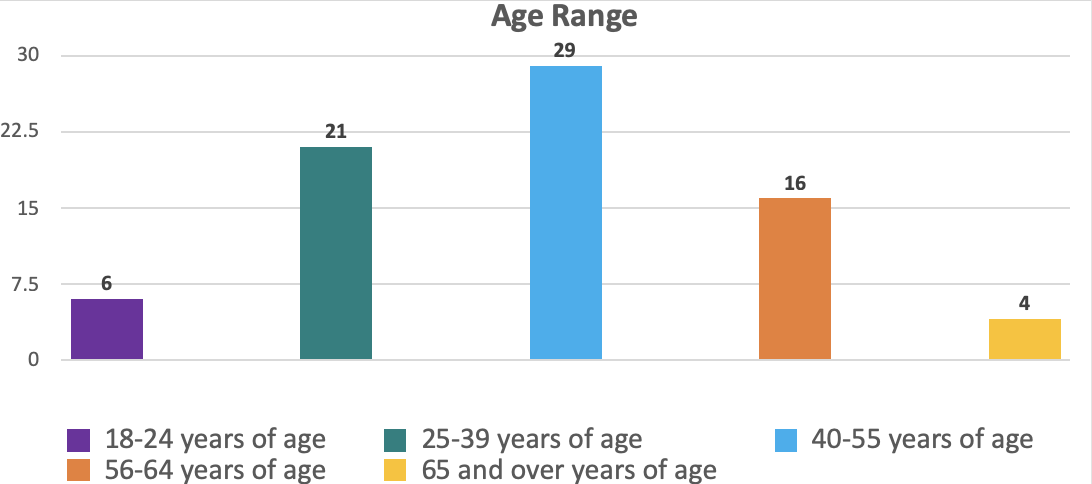 Age Range
30
29
22.5
21
15
16
7.5
6
4
0
18-24 years of age
25-39 years of age
40-55 years of age
56-64 years of age
65 and over years of age